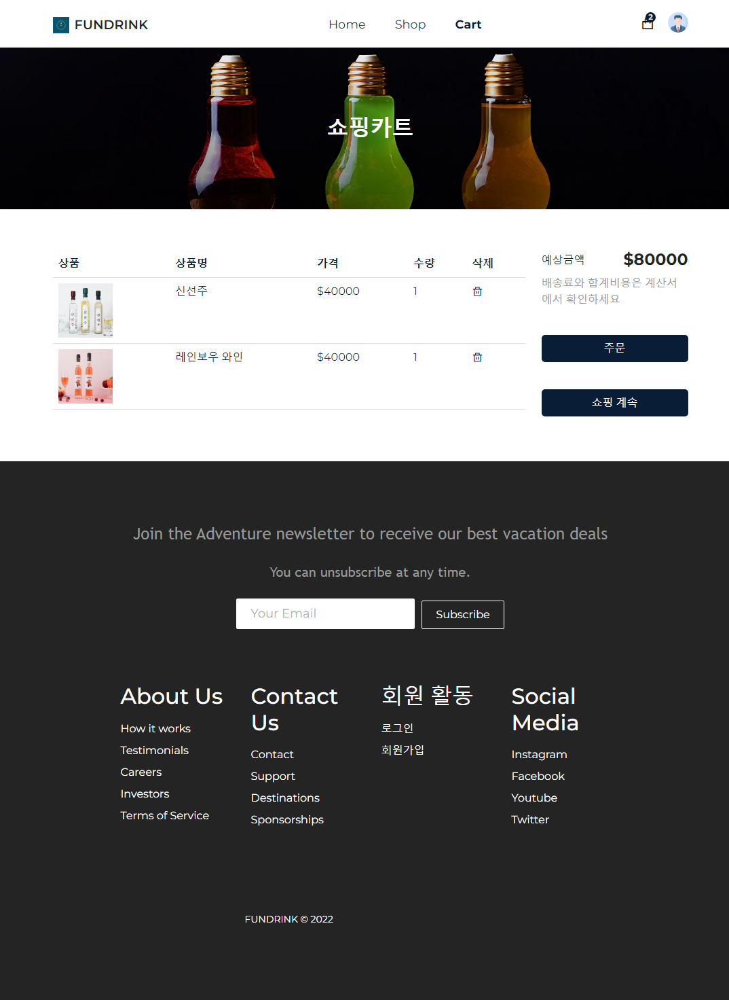 FUNDRINK
Home Shop Cart
2
쇼핑카트
상품 상품명 가격 수량 삭제
신선주 $40000 1
레인보우 와인 $40000 1
예상금액 $80000
배송료와 합계비용은 계산서
에서 확인하세요
주문
쇼핑 계속
Join the Adventure newsletter to receive our best vacation deals
You can unsubscribe at any time.
Your Email
Subscribe
About Us
How it works
Testimonials
Careers
Investors
Terms of Service
Contact
Us
Contact
Support
Destinations
Sponsorships
회원 활동
로그인
회원가입
Social
Media
Instagram
Facebook
Youtube
Twitter
FUNDRINK © 2022